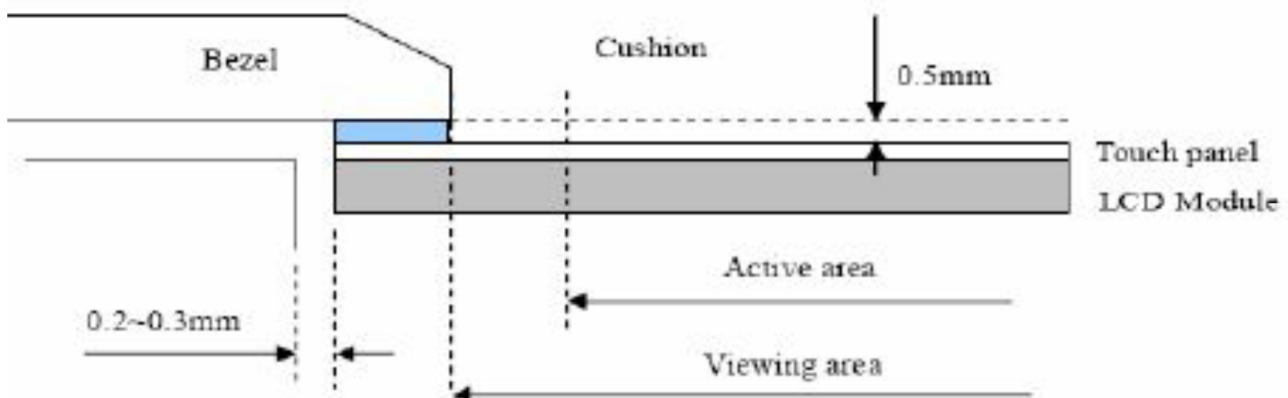 Bezel
Cushion
0.5mm
Touch panel
LCD Module
Active area
0.2~0.3mm
Viewing area